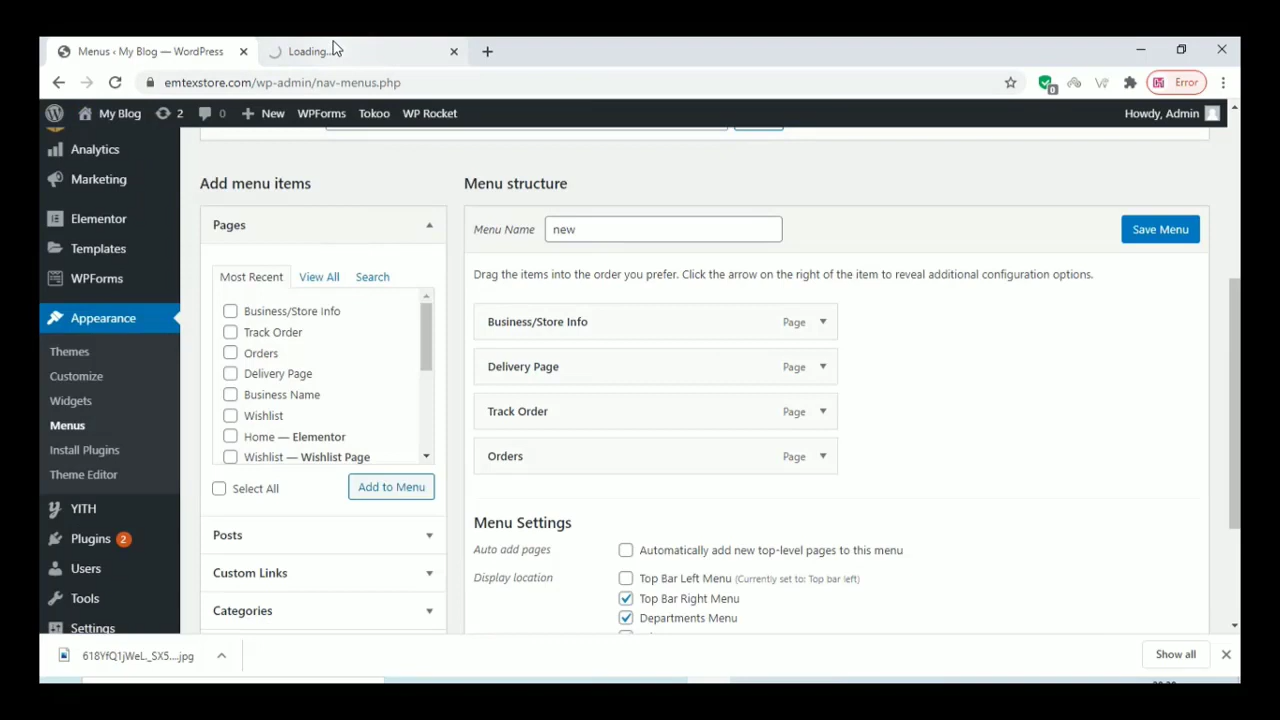 Menus ‹ My Blog — WordPress
Loading...
emtexstore.com/wp-admin/nav-menus.php
0
Error
My Blog 2 0 New WPForms Tokoo WP Rocket Howdy, Admin
Analytics
Marketing
Elementor
Templates
WPForms
Appearance
Themes
Customize
Widgets
Menus
Install Plugins
Theme Editor
YITH
Plugins 2
Users
Tools
Settings
Add menu items
Pages
Most Recent View All Search
Business/Store Info
Track Order
Orders
Delivery Page
Business Name
Wishlist
Home — Elementor
Wishlist — Wishlist Page
Select All Add to Menu
Posts
Custom Links
Categories
Menu structure
Menu Name new Save Menu
Drag the items into the order you prefer. Click the arrow on the right of the item to reveal additional configuration options.
Business/Store Info Page
Delivery Page Page
Track Order Page
Orders Page
Menu Settings
Auto add pages Automatically add new top-level pages to this menu
Display location Top Bar Left Menu (Currently set to: Top bar left)
Top Bar Right Menu
Departments Menu
618YfQ1jWeL._SX5....jpg Show all